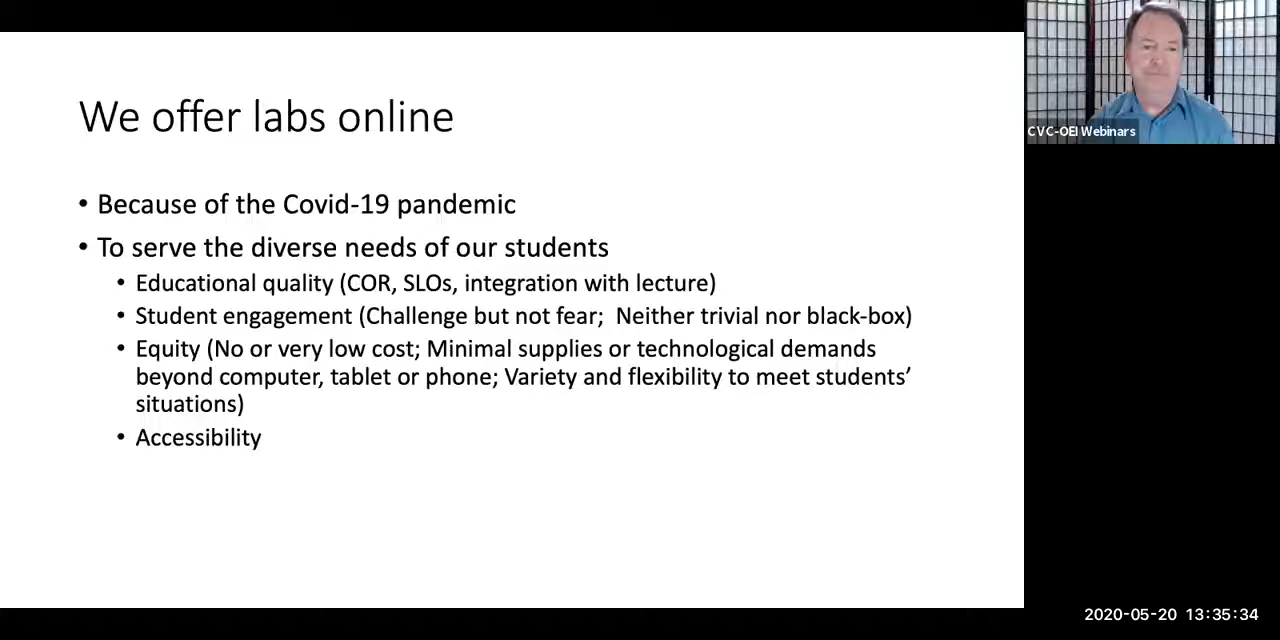 We offer labs online
• Because of the Covid-19 pandemic
• To serve the diverse needs of our students
• Educational quality (COR, SLOs, integration with lecture)
• Student engagement (Challenge but not fear;  Neither trivial nor black-box)
• Equity (No or very low cost; Minimal supplies or technological demands
beyond computer, tablet or phone; Variety and flexibility to meet students’
situations)
• Accessibility
CVC-OEI Webinars
2020-05-20 13:35:34